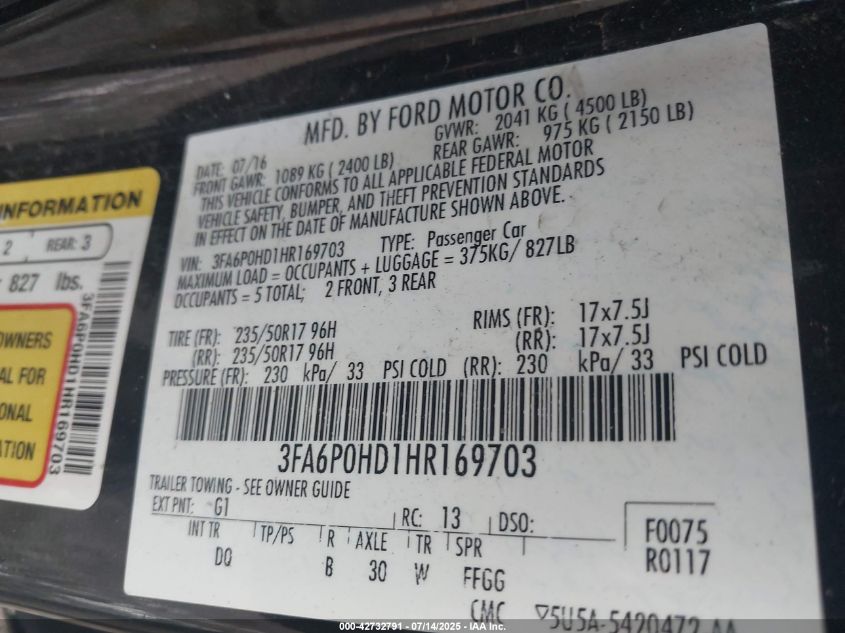 INFORMATION
2 REAR: 3
827 lbs.
OWNERS
AL FOR
ONAL
ATION
3FA6P0HD1HR169703
MFD. BY FORD MOTOR CO.
DATE: 07/16 GVWR: 2041 KG ( 4500 LB)
FRONT GAWR: 1089 KG ( 2400 LB) REAR GAWR: 975 KG ( 2150 LB)
THIS VEHICLE CONFORMS TO ALL APPLICABLE FEDERAL MOTOR
VEHICLE SAFETY, BUMPER, AND THEFT PREVENTION STANDARDS
IN EFFECT ON THE DATE OF MANUFACTURE SHOWN ABOVE.
VIN: 3FA6P0HD1HR169703 TYPE: Passenger Car
MAXIMUM LOAD = OCCUPANTS + LUGGAGE = 375KG/ 827LB
OCCUPANTS = 5 TOTAL; 2 FRONT, 3 REAR
TIRE (FR): 235/50R17 96H RIMS (FR): 17x7.5J
(RR): 235/50R17 96H (RR): 17x7.5J
PRESSURE (FR): 230 kPa/ 33 PSI COLD (RR): 230 kPa/ 33 PSI COLD
3FA6P0HD1HR169703
TRAILER TOWING - SEE OWNER GUIDE
EXT PNT: G1 RC: 13 DSO: F0075
INT TR TP/PS R AXLE TR SPR R0117
DQ B 30 W FFGG
CMC 5U5A-5420472-AA
000-42732791 - 07/14/2025 - Copyright IAA, LLC